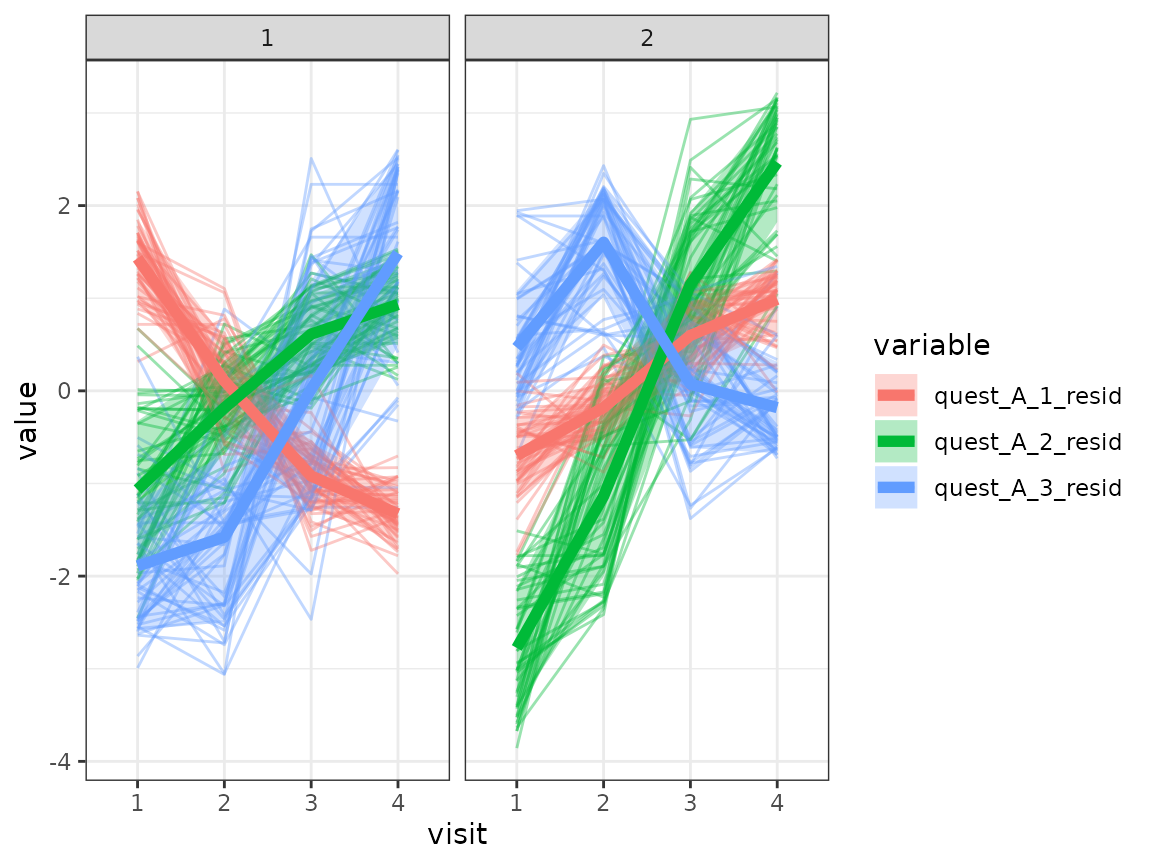 1
2
2
0
-2
-4
value
1
2
3
4
1
2
3
4
visit
variable
quest_A_1_resid
quest_A_2_resid
quest_A_3_resid